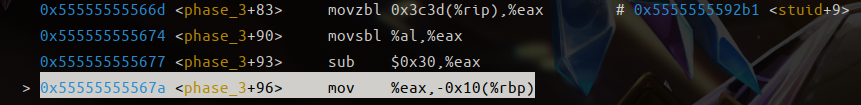 0x55555555566d <phase_3+83> movzbl 0x3c3d(%rip),%eax # 0x5555555592b1 <stuid+9>
0x555555555674 <phase_3+90> movsbl %al,%eax
0x555555555677 <phase_3+93> sub $0x30,%eax
> 0x55555555567a <phase_3+96> mov %eax,-0x10(%rbp)